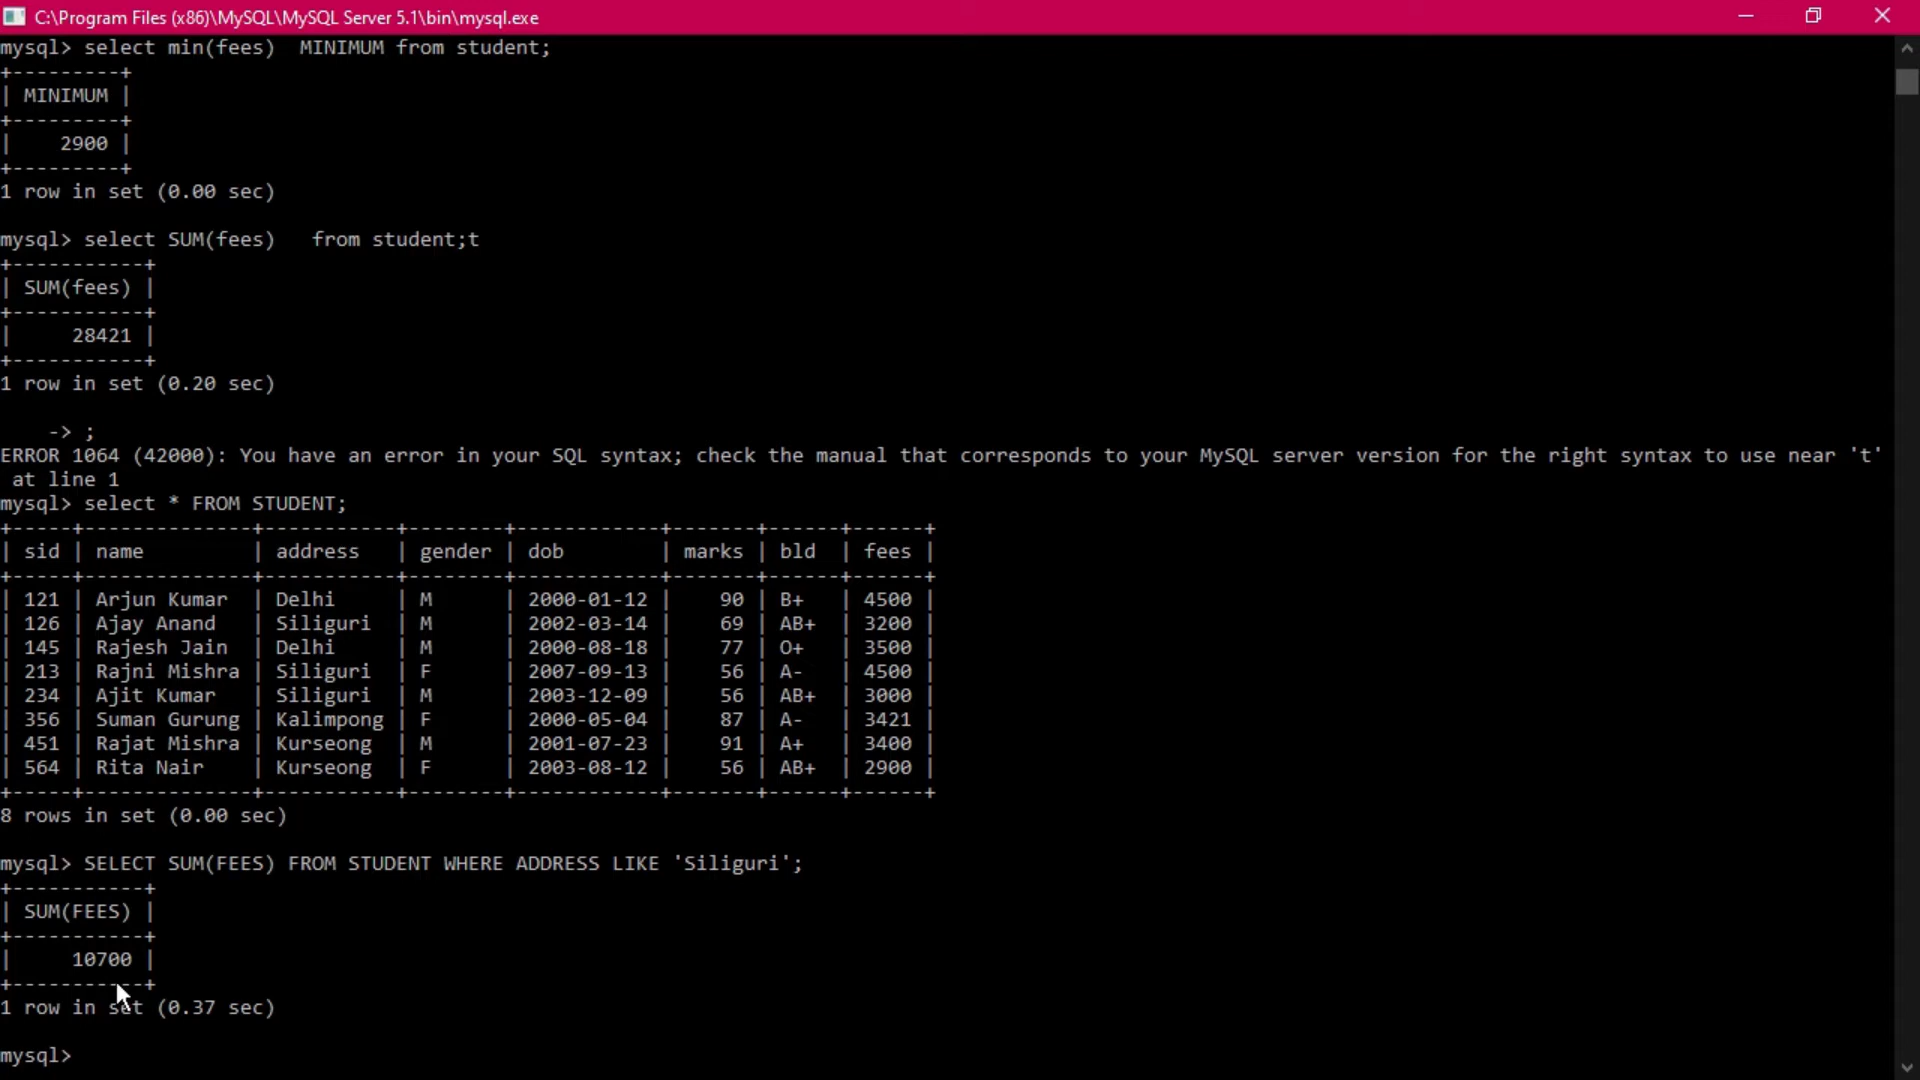 C:\Program Files (x86)\MySQL\MySQL Server 5.1\bin\mysql.exe
mysql> select min(fees)  MINIMUM from student;
+---------+
| MINIMUM |
+---------+
|    2900 |
+---------+
1 row in set (0.00 sec)
mysql> select SUM(fees)   from student;t
+-----------+
| SUM(fees) |
+-----------+
|     28421 |
+-----------+
1 row in set (0.20 sec)
    -> ;
ERROR 1064 (42000): You have an error in your SQL syntax; check the manual that corresponds to your MySQL server version for the right syntax to use near 't'
 at line 1
mysql> select * FROM STUDENT;
+-----+--------------+-----------+--------+------------+-------+------+------+
| sid | name         | address   | gender | dob        | marks | bld  | fees |
+-----+--------------+-----------+--------+------------+-------+------+------+
| 121 | Arjun Kumar  | Delhi     | M      | 2000-01-12 |    90 | B+   | 4500 |
| 126 | Ajay Anand   | Siliguri  | M      | 2002-03-14 |    69 | AB+  | 3200 |
| 145 | Rajesh Jain  | Delhi     | M      | 2000-08-18 |    77 | O+   | 3500 |
| 213 | Rajni Mishra | Siliguri  | F      | 2007-09-13 |    56 | A-   | 4500 |
| 234 | Ajit Kumar   | Siliguri  | M      | 2003-12-09 |    56 | AB+  | 3000 |
| 356 | Suman Gurung | Kalimpong | F      | 2000-05-04 |    87 | A-   | 3421 |
| 451 | Rajat Mishra | Kurseong  | M      | 2001-07-23 |    91 | A+   | 3400 |
| 564 | Rita Nair    | Kurseong  | F      | 2003-08-12 |    56 | AB+  | 2900 |
+-----+--------------+-----------+--------+------------+-------+------+------+
8 rows in set (0.00 sec)
mysql> SELECT SUM(FEES) FROM STUDENT WHERE ADDRESS LIKE 'Siliguri';
+-----------+
| SUM(FEES) |
+-----------+
|     10700 |
+-----------+
1 row in set (0.37 sec)
mysql>